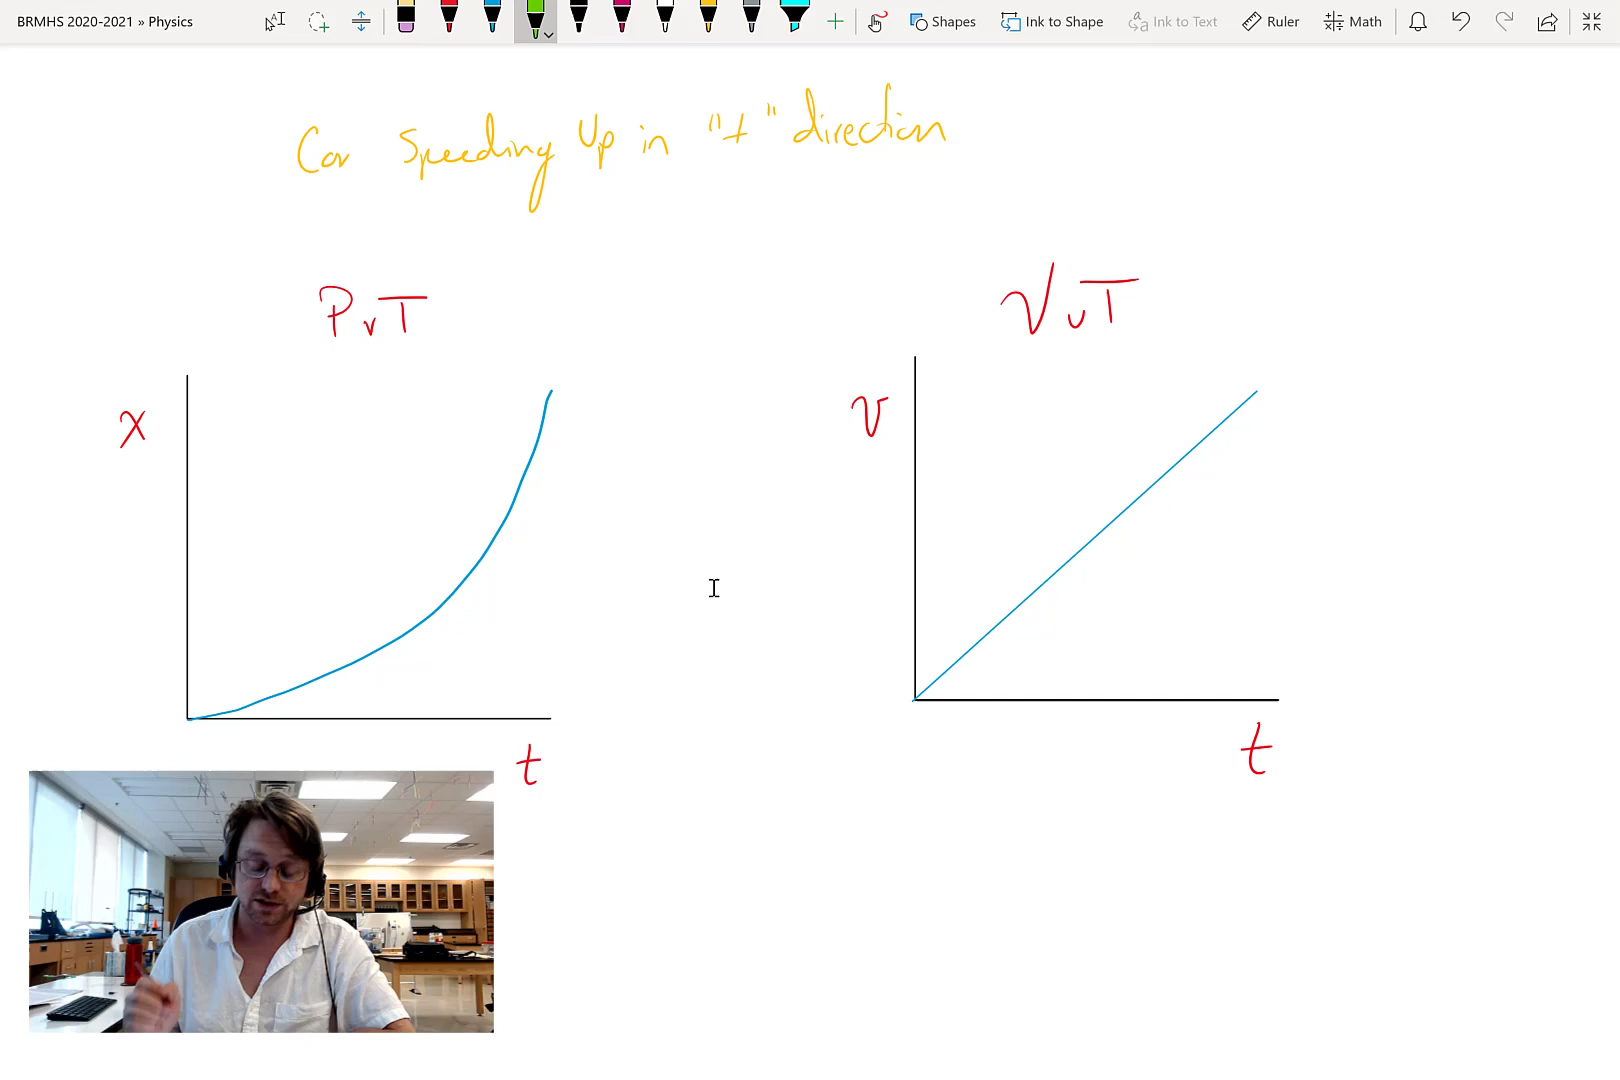 BRMHS 2020-2021 » Physics
Shapes
Ink to Shape
Ink to Text
Ruler
Math
Car Speeding Up in "+" direction
P v T
V v T
x
v
t
t